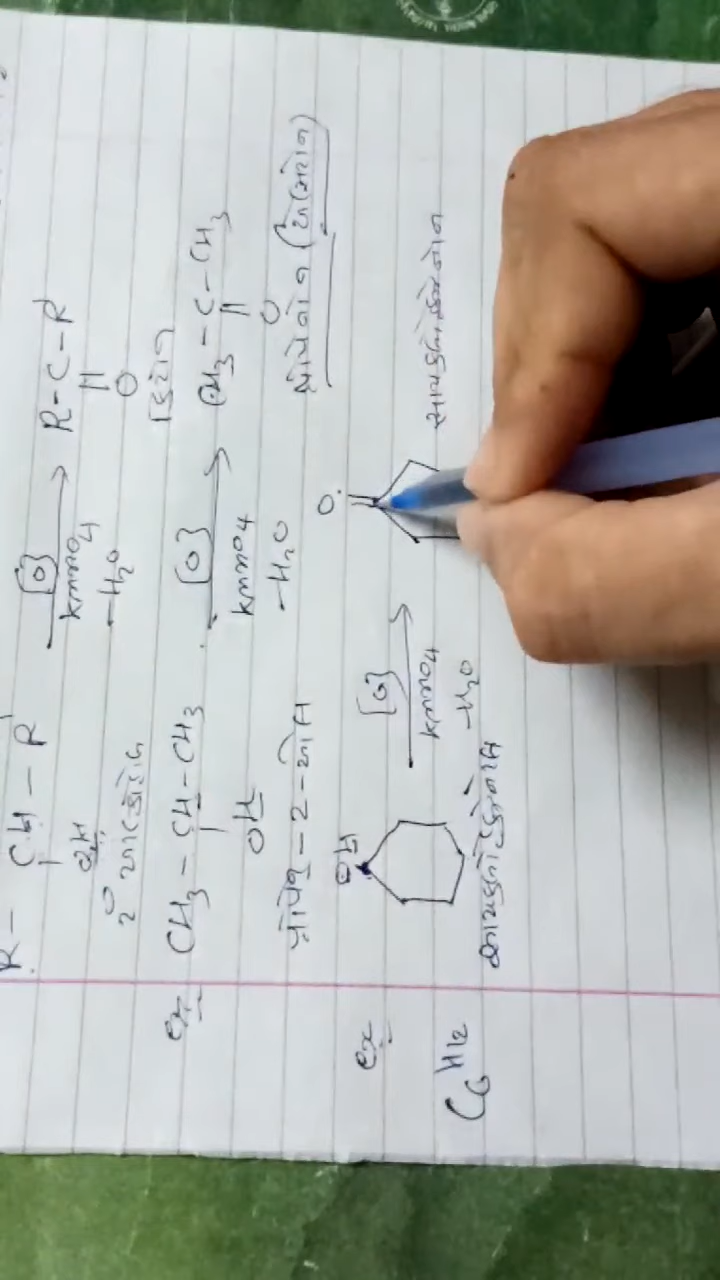 R - CH - R' [O] R - C - R'
OH KMnO4 || O
2° આલ્કોહોલ -H2O કિટોન
ex CH3 - CH - CH3 [O] CH3 - C - CH3
OH KMnO4 || O
પ્રોપેન - 2 - ઓલ -H2O પ્રોપેનોન (એસિટોન)
ex OH [O] O
C6H12 KMnO4 સાયક્લોહેક્ઝેનોન
સાયક્લોહેક્ઝેનોલ -H2O